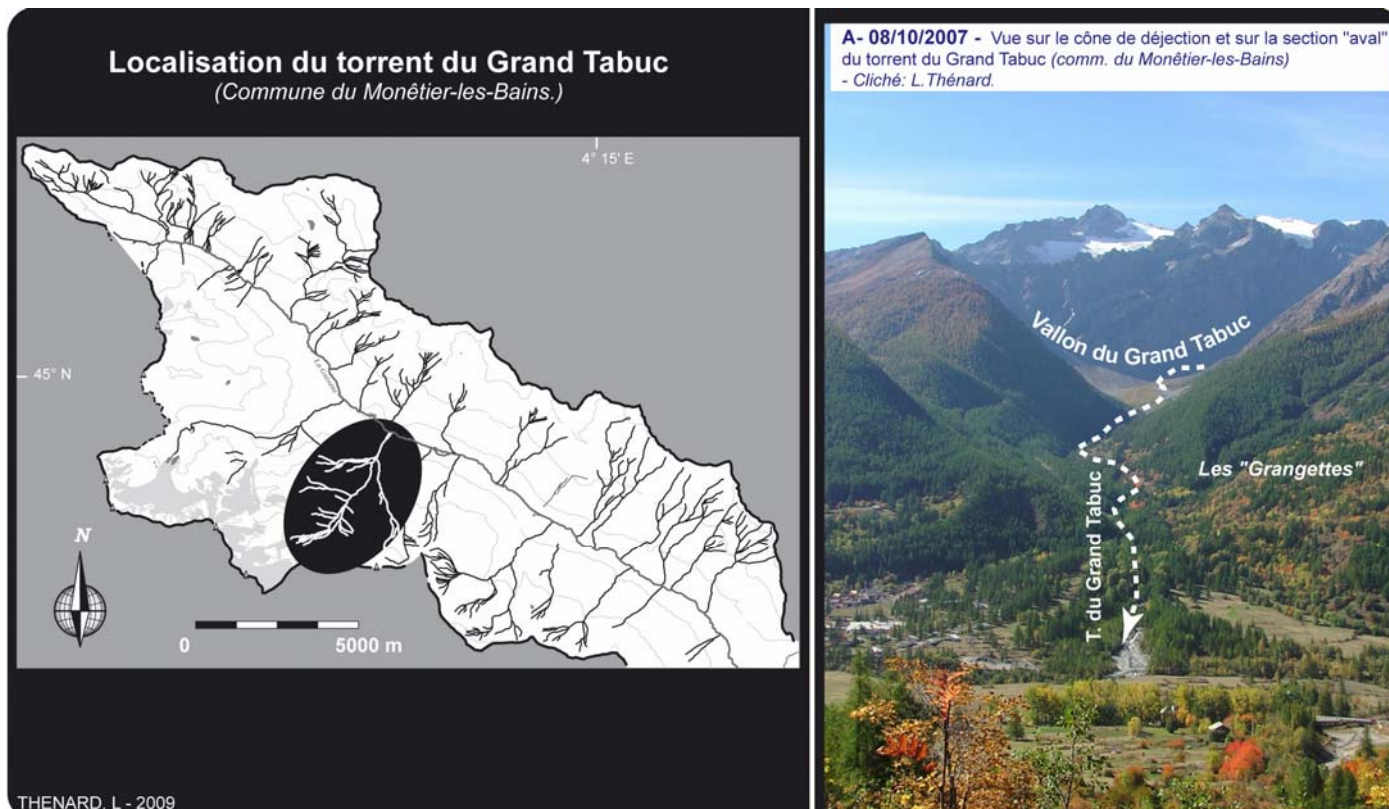 Localisation du torrent du Grand Tabuc
(Commune du Monêtier-les-Bains.)
4° 15' E
45° N
N
0 5000 m
THENARD. L - 2009
A- 08/10/2007 - Vue sur le cône de déjection et sur la section "aval"
du torrent du Grand Tabuc (comm. du Monêtier-les-Bains)
- Cliché: L.Thénard.
Vallon du Grand Tabuc
Les "Grangettes"
T. du Grand Tabuc